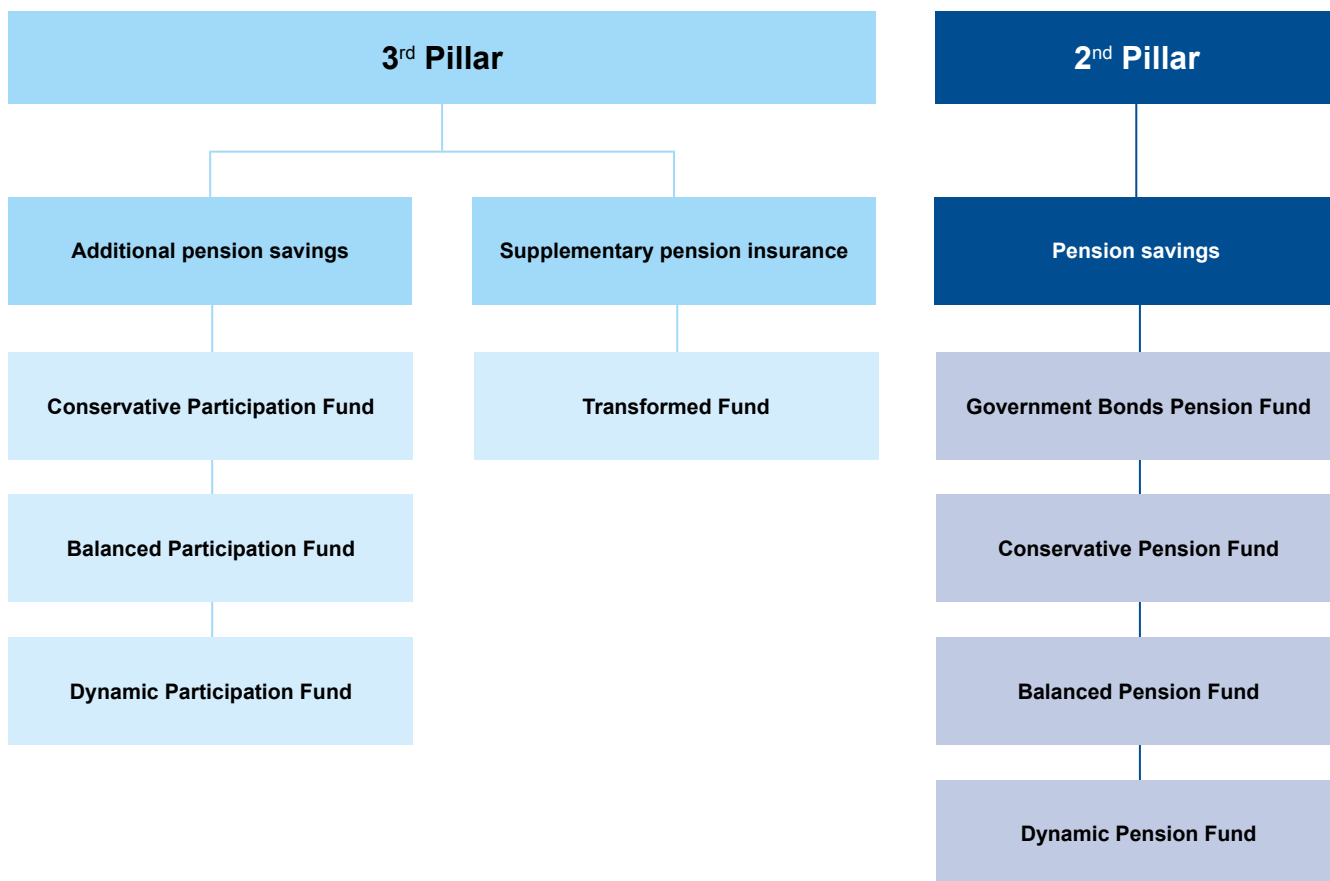 3rd Pillar
2nd Pillar
Additional pension savings
Supplementary pension insurance
Pension savings
Conservative Participation Fund
Transformed Fund
Government Bonds Pension Fund
Balanced Participation Fund
Conservative Pension Fund
Dynamic Participation Fund
Balanced Pension Fund
Dynamic Pension Fund